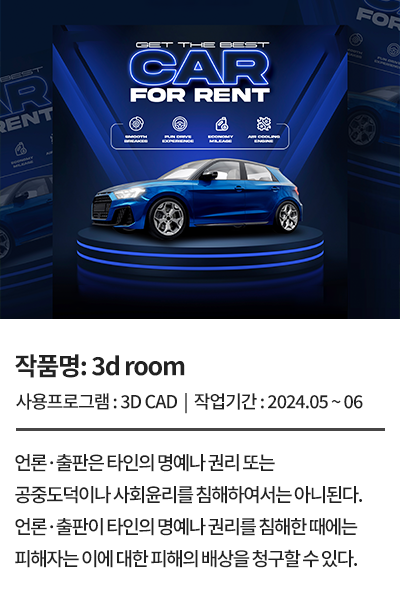 GET THE BEST
CAR
FOR RENT
SMOOTH BREAKES
FUN DRIVE EXPERIENCE
ECONOMY MILEAGE
AIR COOLING ENGINE
CAR
FOR RENT
작품명: 3d room
사용프로그램 : 3D CAD | 작업기간 : 2024.05 ~ 06
언론·출판은 타인의 명예나 권리 또는
공중도덕이나 사회윤리를 침해하여서는 아니된다.
언론·출판이 타인의 명예나 권리를 침해한 때에는
피해자는 이에 대한 피해의 배상을 청구할 수 있다.